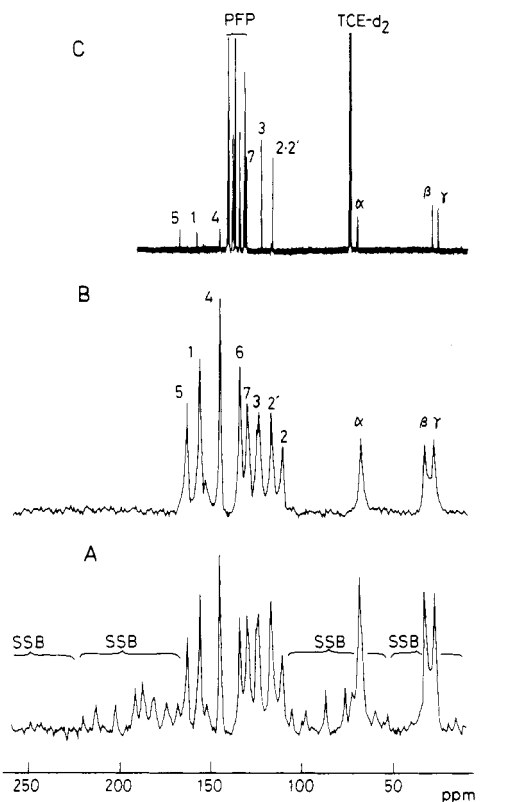 C
PFP
TCE-d2
5 1 4 7 3 2·2′ α β γ
B
5 1 4 6 7 3 2′ 2 α β γ
A
SSB SSB SSB SSB
250 200 150 100 50 ppm